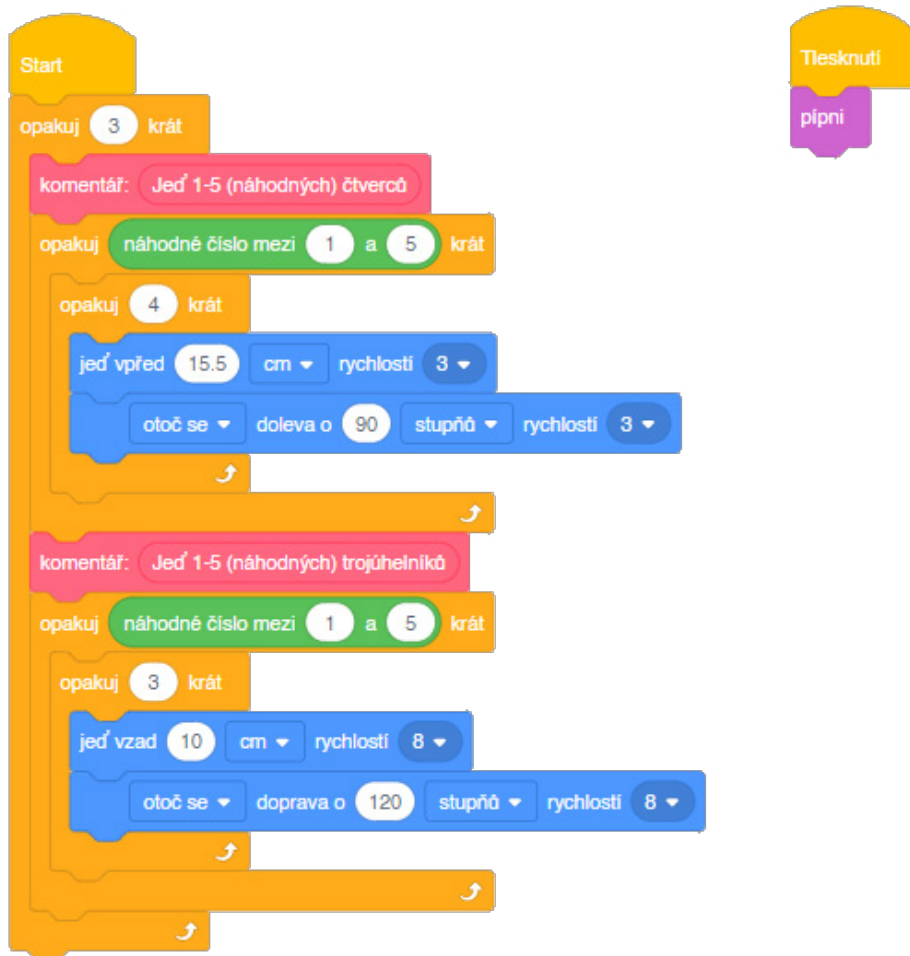 Start
opakuj 3 krát
komentář: Jeď 1-5 (náhodných) čtverců
opakuj náhodné číslo mezi 1 a 5 krát
opakuj 4 krát
jeď vpřed 15.5 cm rychlostí 3
otoč se doleva o 90 stupňů rychlostí 3
komentář: Jeď 1-5 (náhodných) trojúhelníků
opakuj náhodné číslo mezi 1 a 5 krát
opakuj 3 krát
jeď vzad 10 cm rychlostí 8
otoč se doprava o 120 stupňů rychlostí 8
Tlesknutí
pípni